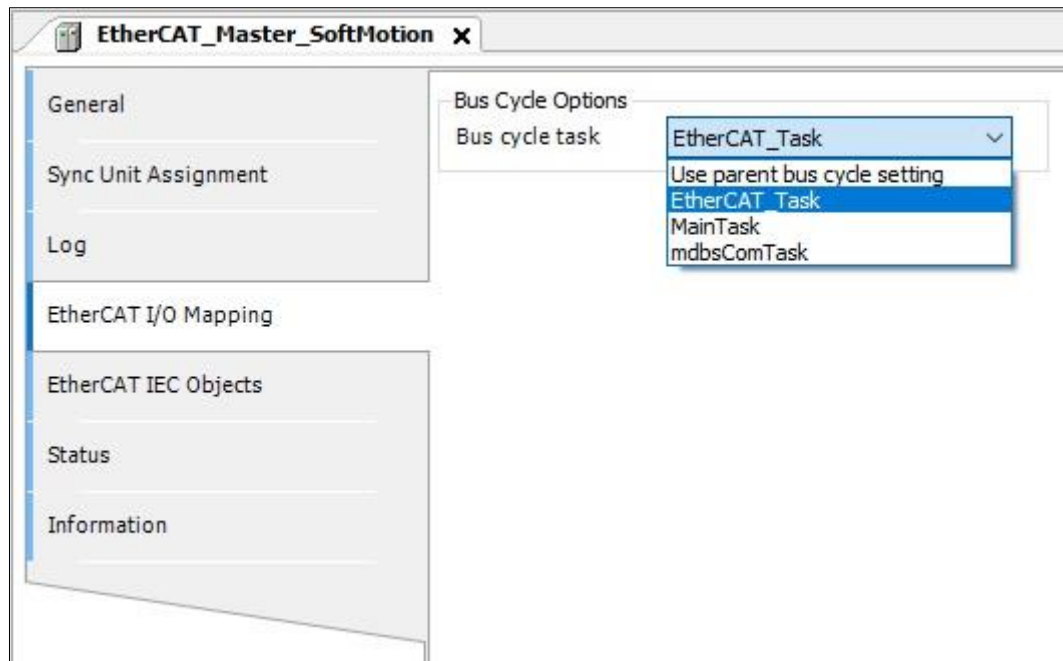 EtherCAT_Master_SoftMotion
General
Sync Unit Assignment
Log
EtherCAT I/O Mapping
EtherCAT IEC Objects
Status
Information
Bus Cycle Options
Bus cycle task
EtherCAT_Task
Use parent bus cycle setting
EtherCAT_Task
MainTask
mdbsComTask